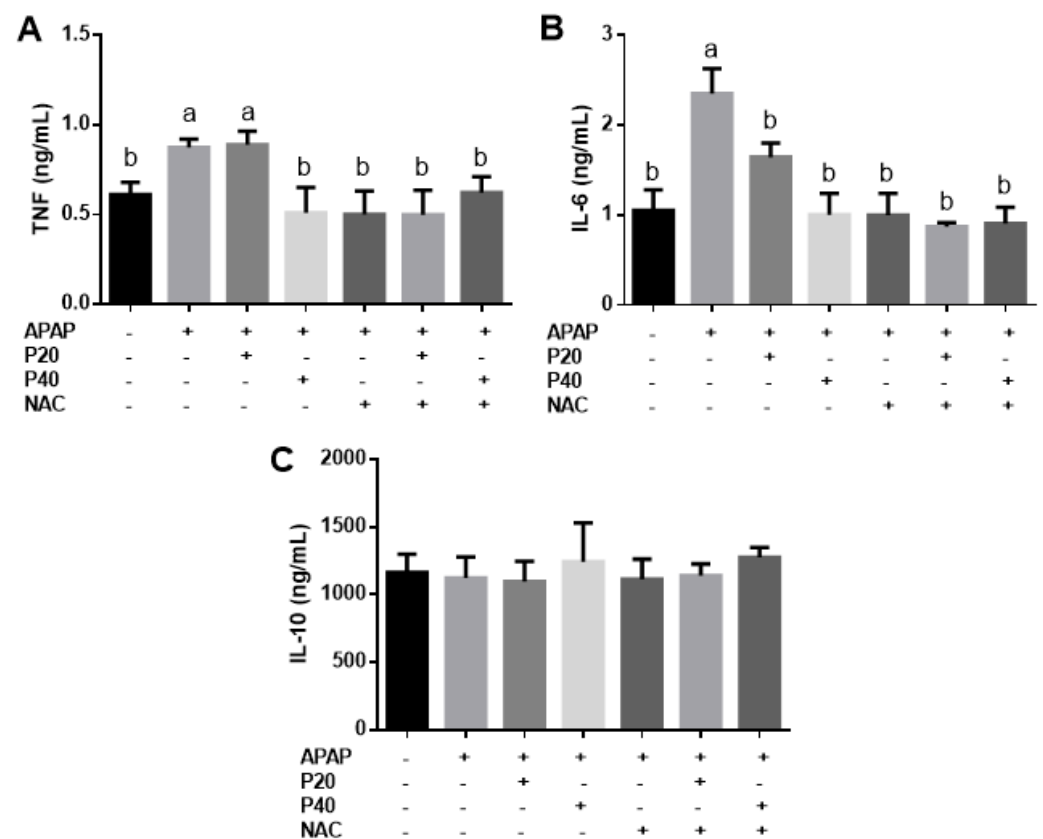 A
TNF (ng/mL)
1.5
1.0
0.5
0.0
b a a b b b b
APAP - + + + + + +
P20 - - + - - + -
P40 - - - + - - +
NAC - - - - + + +
B
IL-6 (ng/mL)
3
2
1
0
b a b b b b b
APAP - + + + + + +
P20 - - + - - + -
P40 - - - + - - +
NAC - - - - + + +
C
IL-10 (ng/mL)
2000
1500
1000
500
0
APAP - + + + + + +
P20 - - + - - + -
P40 - - - + - - +
NAC - - - - + + +